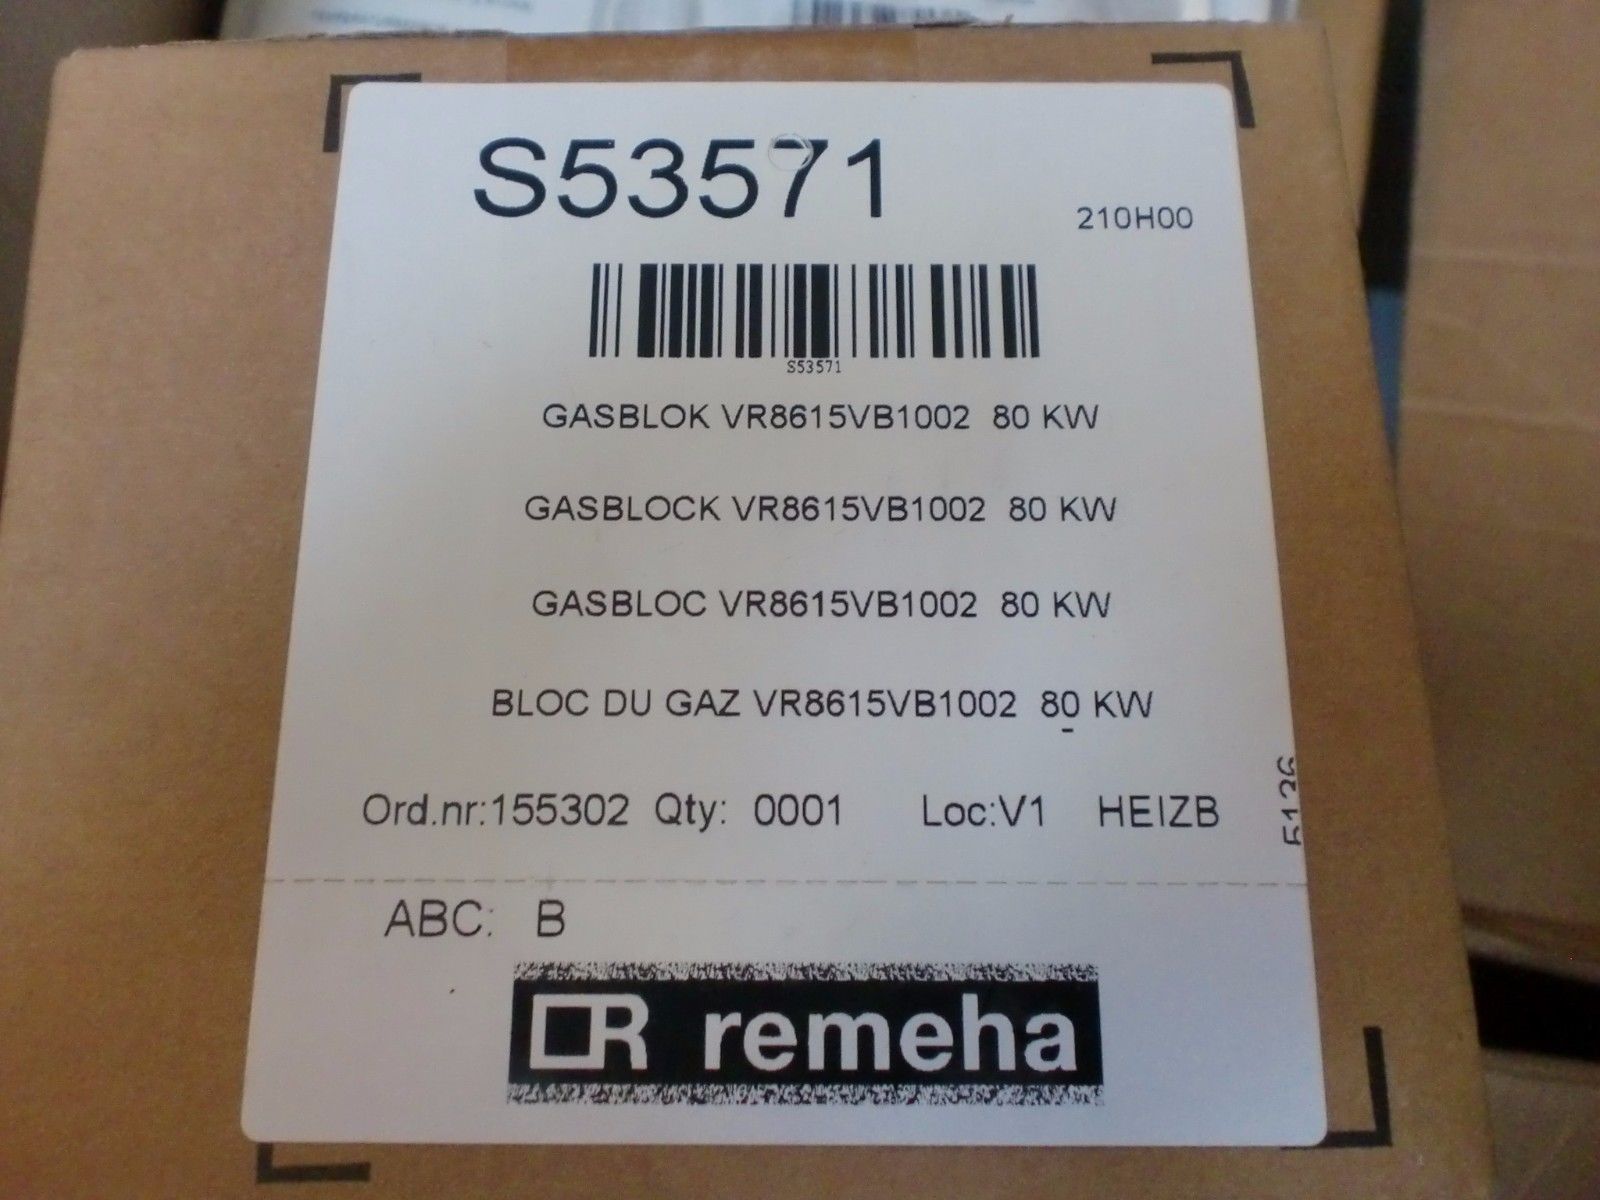 S53571
210H00
S53571
GASBLOK VR8615VB1002 80 KW
GASBLOCK VR8615VB1002 80 KW
GASBLOC VR8615VB1002 80 KW
BLOC DU GAZ VR8615VB1002 80 KW
Ord.nr:155302 Qty: 0001 Loc:V1 HEIZB
ABC: B
remeha